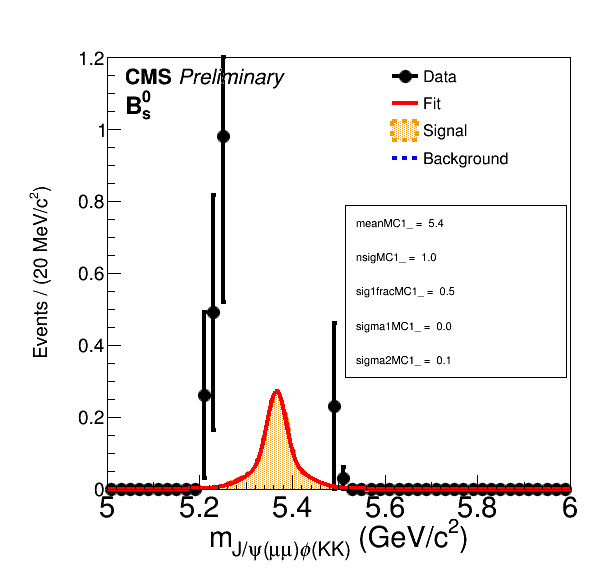 CMS Preliminary
B⁰ₛ
Data
Fit
Signal
Background
meanMC1_ = 5.4
nsigMC1_ = 1.0
sig1fracMC1_ = 0.5
sigma1MC1_ = 0.0
sigma2MC1_ = 0.1
Events / (20 MeV/c²)
1.2
1
0.8
0.6
0.4
0.2
0
5 5.2 5.4 5.6 5.8 6
m_J/ψ(μμ)ϕ(KK) (GeV/c²)